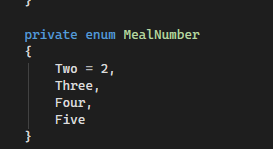 }
private enum MealNumber
{
    Two = 2,
    Three,
    Four,
    Five
}